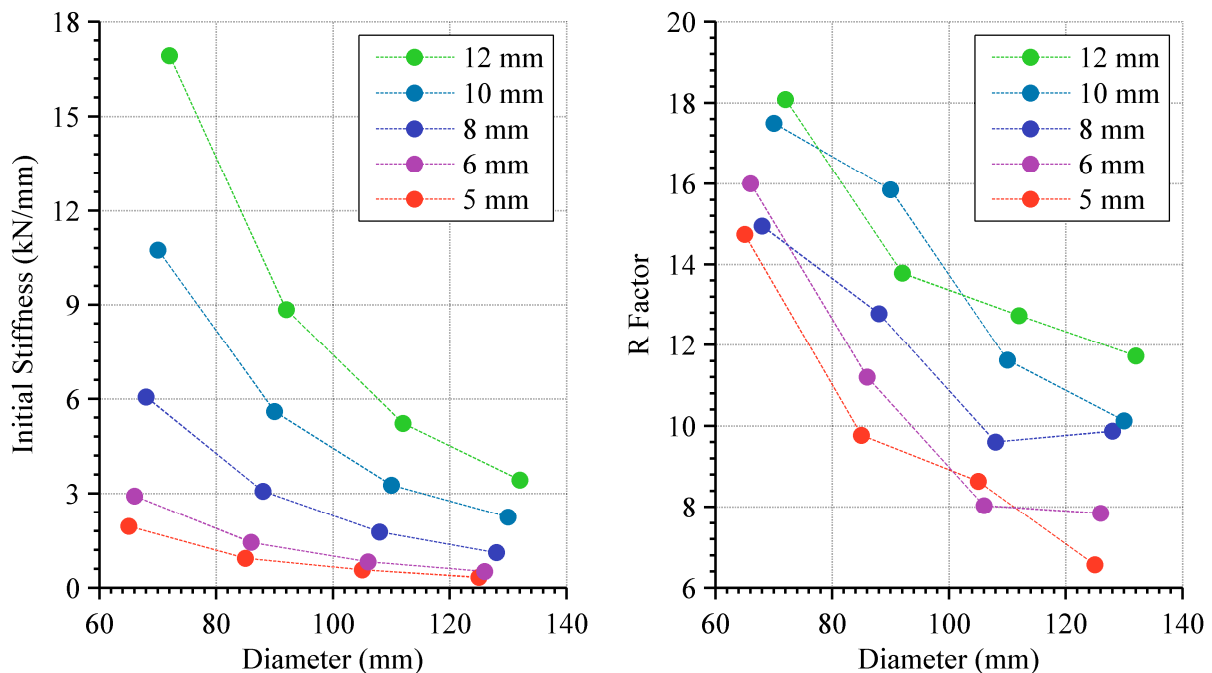 18
15
12
9
6
3
0
Initial Stiffness (kN/mm)
12 mm
10 mm
8 mm
6 mm
5 mm
60 80 100 120 140
Diameter (mm)
20
18
16
14
12
10
8
6
R Factor
12 mm
10 mm
8 mm
6 mm
5 mm
60 80 100 120 140
Diameter (mm)